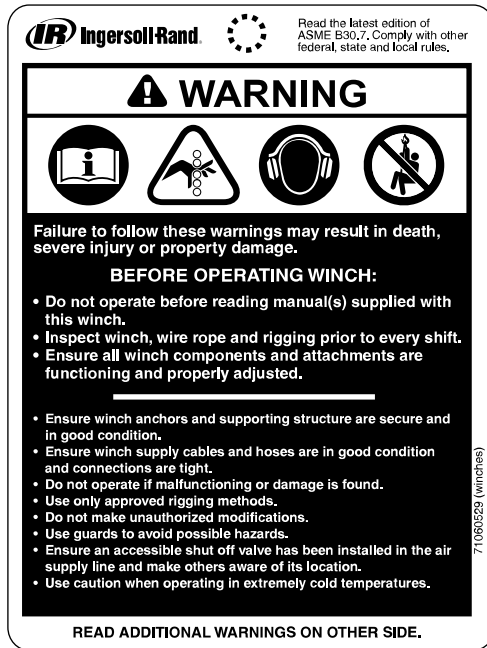 IR Ingersoll-Rand®
Read the latest edition of
ASME B30.7. Comply with other
federal, state and local rules.
WARNING
Failure to follow these warnings may result in death,
severe injury or property damage.
BEFORE OPERATING WINCH:
• Do not operate before reading manual(s) supplied with
this winch.
• Inspect winch, wire rope and rigging prior to every shift.
• Ensure all winch components and attachments are
functioning and properly adjusted.
• Ensure winch anchors and supporting structure are secure and
in good condition.
• Ensure winch supply cables and hoses are in good condition
and connections are tight.
• Do not operate if malfunctioning or damage is found.
• Use only approved rigging methods.
• Do not make unauthorized modifications.
• Use guards to avoid possible hazards.
• Ensure an accessible shut off valve has been installed in the air
supply line and make others aware of its location.
• Use caution when operating in extremely cold temperatures.
71060529 (winches)
READ ADDITIONAL WARNINGS ON OTHER SIDE.